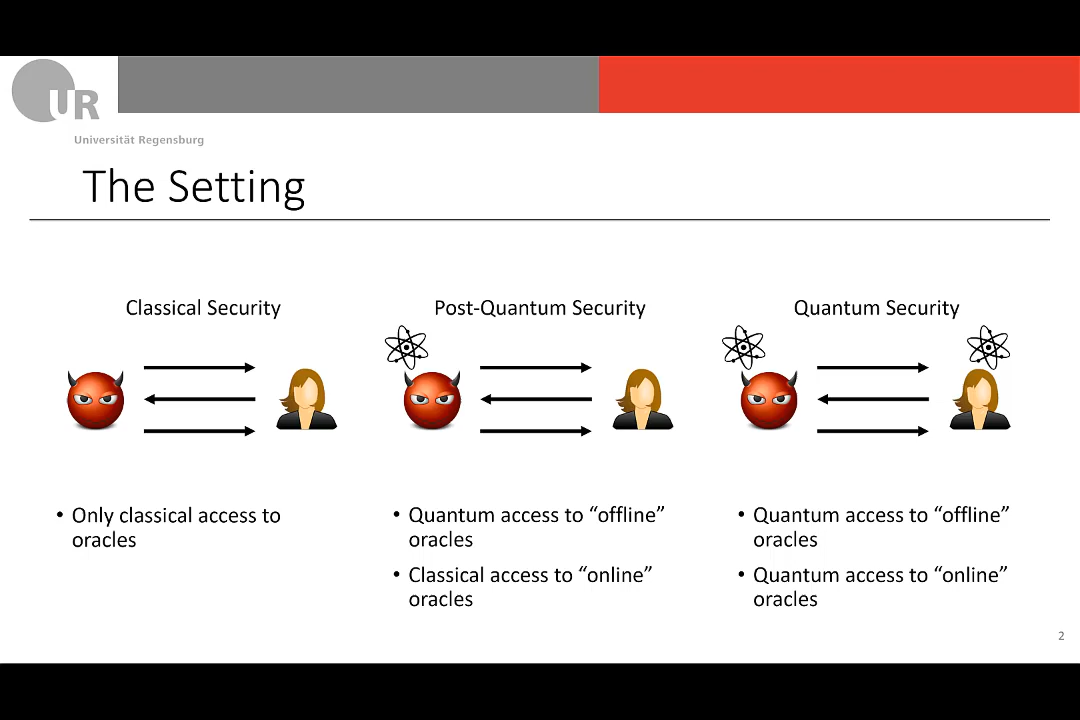 UR
Universität Regensburg
The Setting
Classical Security
Post-Quantum Security
Quantum Security
• Only classical access to
oracles
• Quantum access to “offline”
oracles
• Classical access to “online”
oracles
• Quantum access to “offline”
oracles
• Quantum access to “online”
oracles
2